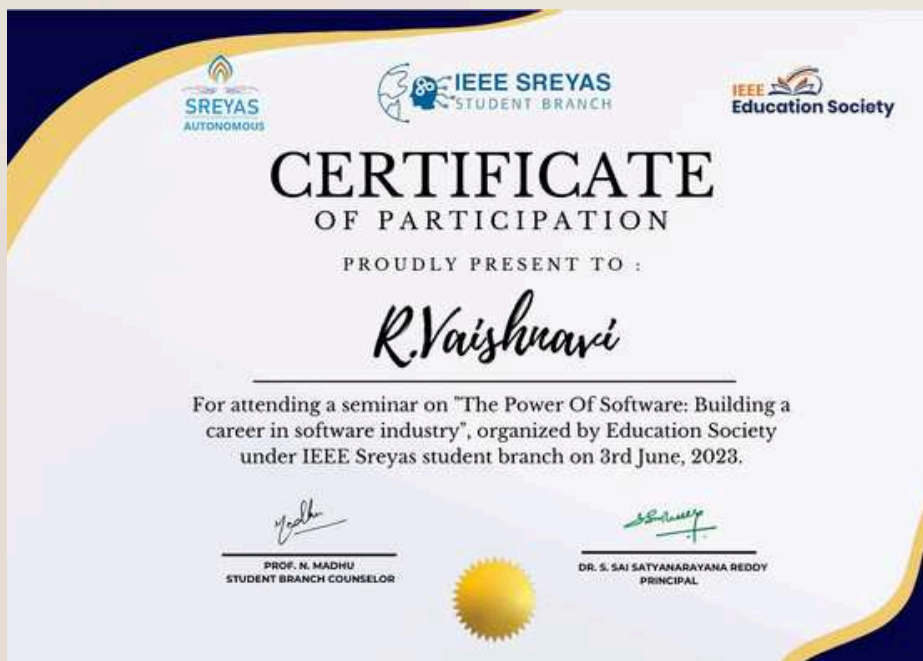 SREYAS
AUTONOMOUS
IEEE SREYAS
STUDENT BRANCH
IEEE
Education Society
CERTIFICATE
OF PARTICIPATION
PROUDLY PRESENT TO :
R.Vaishnavi
For attending a seminar on "The Power Of Software: Building a
career in software industry", organized by Education Society
under IEEE Sreyas student branch on 3rd June, 2023.
Madhu
PROF. N. MADHU
STUDENT BRANCH COUNSELOR
DR. S. SAI SATYANARAYANA REDDY
PRINCIPAL